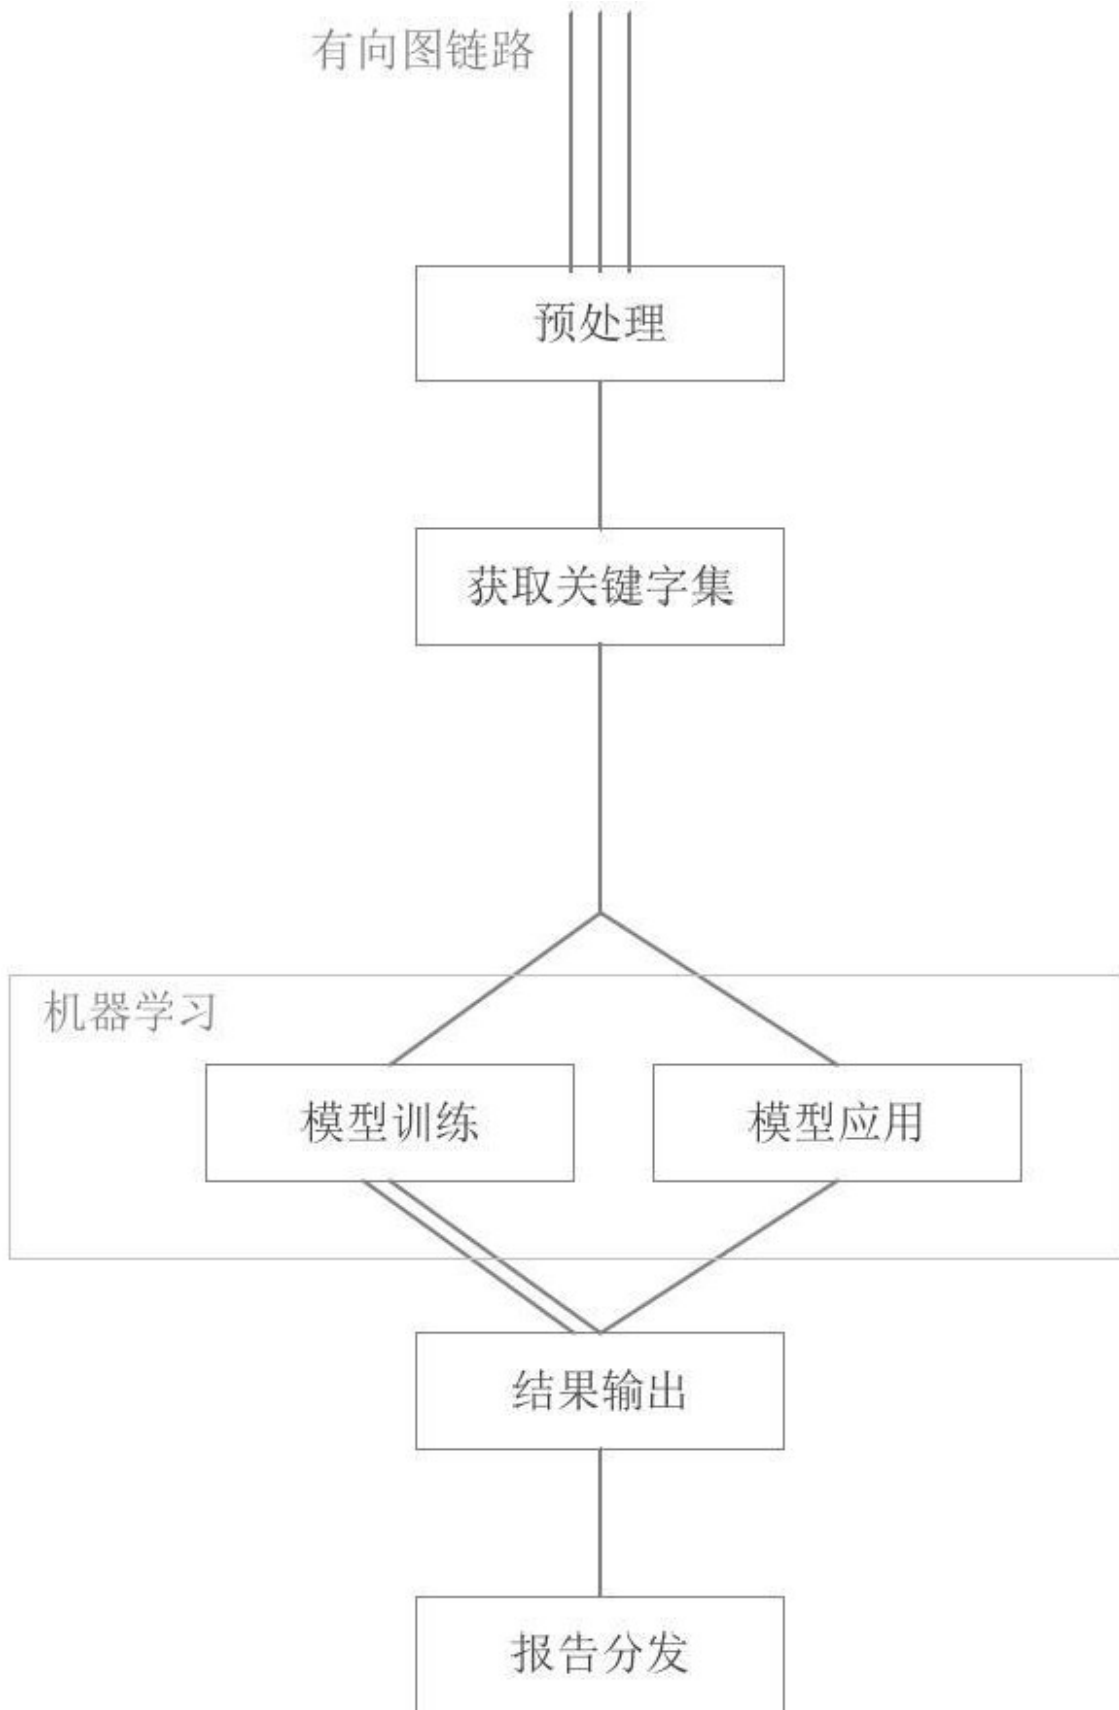 有向图链路
预处理
获取关键字集
机器学习
模型训练
模型应用
结果输出
报告分发